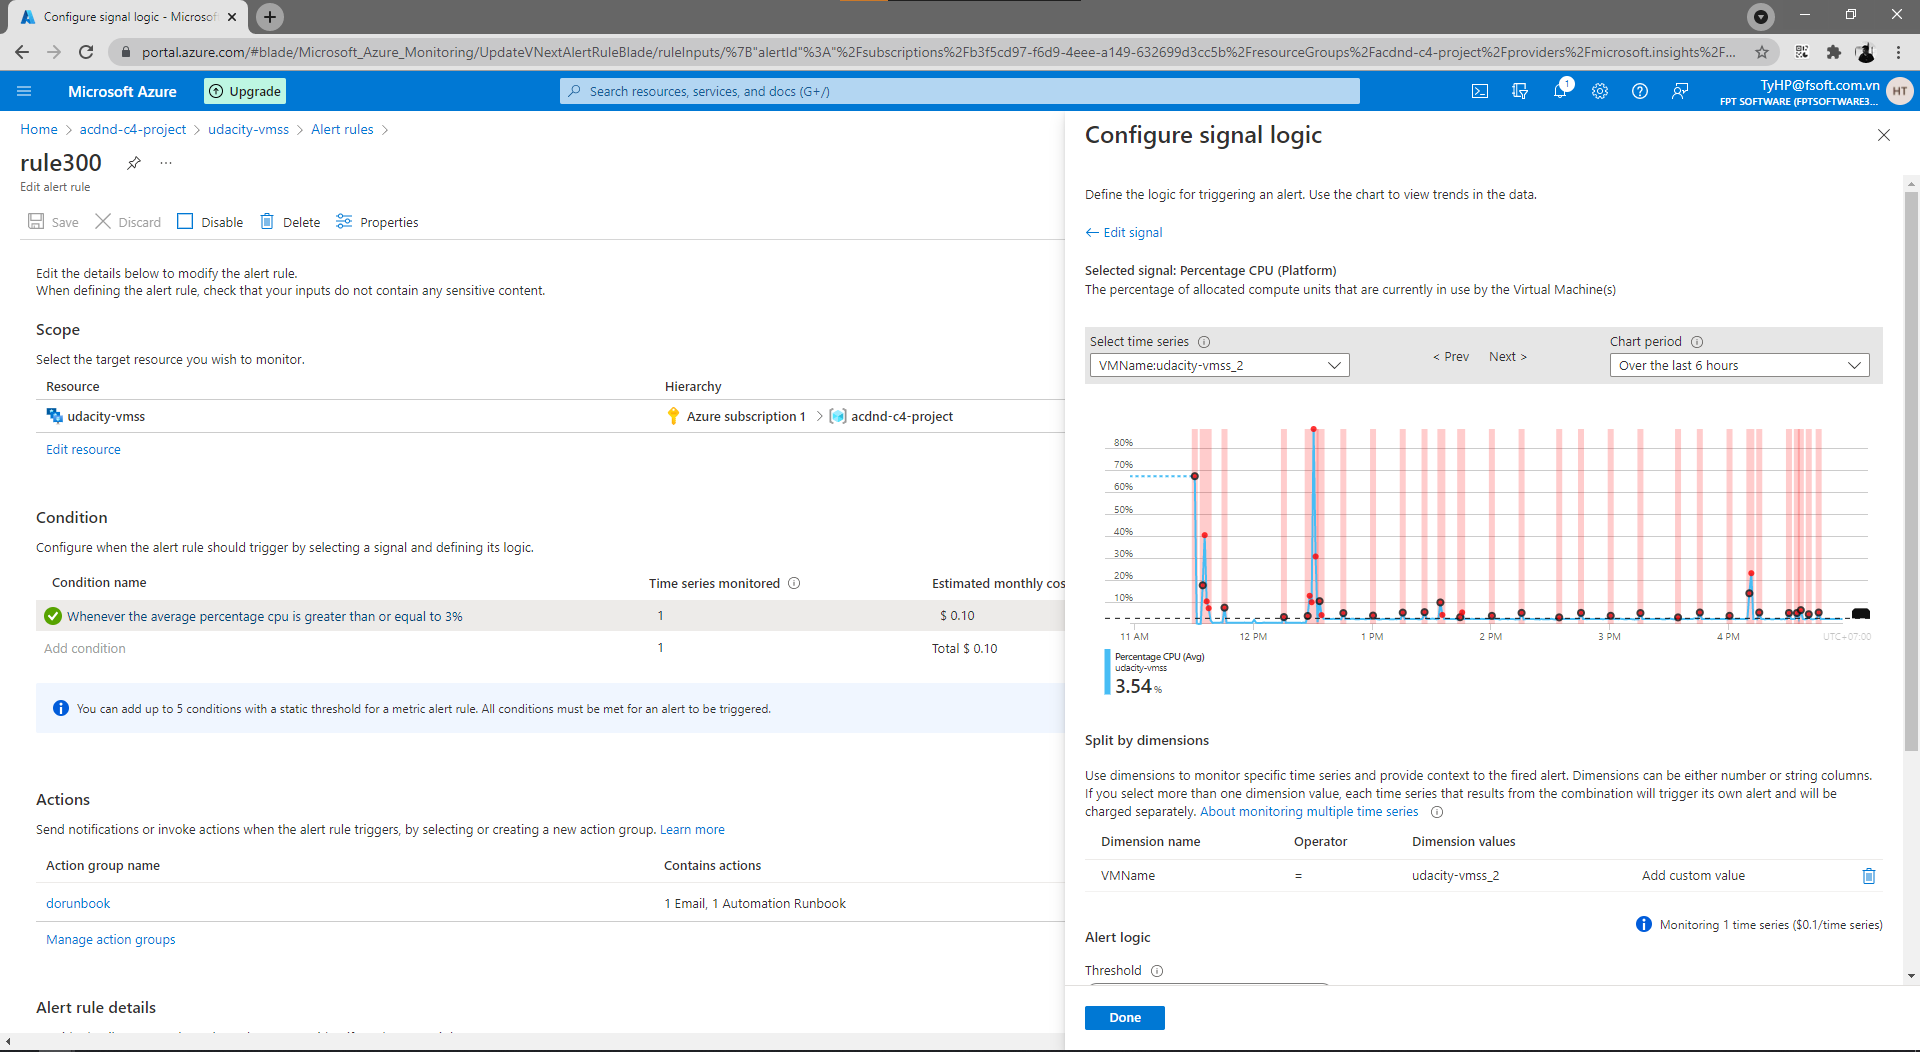 Configure signal logic - Microsof
portal.azure.com/#blade/Microsoft_Azure_Monitoring/UpdateVNextAlertRuleBlade/ruleInputs/%7B"alertId"%3A"%2Fsubscriptions%2Fb3f5cd97-f6d9-4eee-a149-632699d3cc5b%2FresourceGroups%2Facdnd-c4-project%2Fproviders%2Fmicrosoft.insights%2F...
Microsoft Azure
Upgrade
Search resources, services, and docs (G+/)
1
TyHP@fsoft.com.vn
FPT SOFTWARE (FPTSOFTWARE3...
HT
Home > acdnd-c4-project > udacity-vmss > Alert rules >
rule300
...
Edit alert rule
Save
Discard
Disable
Delete
Properties
Edit the details below to modify the alert rule.
When defining the alert rule, check that your inputs do not contain any sensitive content.
Scope
Select the target resource you wish to monitor.
Resource
Hierarchy
udacity-vmss
Azure subscription 1 > acdnd-c4-project
Edit resource
Condition
Configure when the alert rule should trigger by selecting a signal and defining its logic.
Condition name
Time series monitored
Estimated monthly cos
Whenever the average percentage cpu is greater than or equal to 3%
1
$ 0.10
Add condition
1
Total $ 0.10
You can add up to 5 conditions with a static threshold for a metric alert rule. All conditions must be met for an alert to be triggered.
Actions
Send notifications or invoke actions when the alert rule triggers, by selecting or creating a new action group. Learn more
Action group name
Contains actions
dorunbook
1 Email, 1 Automation Runbook
Manage action groups
Alert rule details
Configure signal logic
Define the logic for triggering an alert. Use the chart to view trends in the data.
← Edit signal
Selected signal: Percentage CPU (Platform)
The percentage of allocated compute units that are currently in use by the Virtual Machine(s)
Select time series
VMName:udacity-vmss_2
< Prev
Next >
Chart period
Over the last 6 hours
80%
70%
60%
50%
40%
30%
20%
10%
11 AM
12 PM
1 PM
2 PM
3 PM
4 PM
UTC+07:00
Percentage CPU (Avg)
udacity-vmss
3.54 %
Split by dimensions
Use dimensions to monitor specific time series and provide context to the fired alert. Dimensions can be either number or string columns.
If you select more than one dimension value, each time series that results from the combination will trigger its own alert and will be
charged separately. About monitoring multiple time series
Dimension name
Operator
Dimension values
VMName
=
udacity-vmss_2
Add custom value
Monitoring 1 time series ($0.1/time series)
Alert logic
Threshold
Done